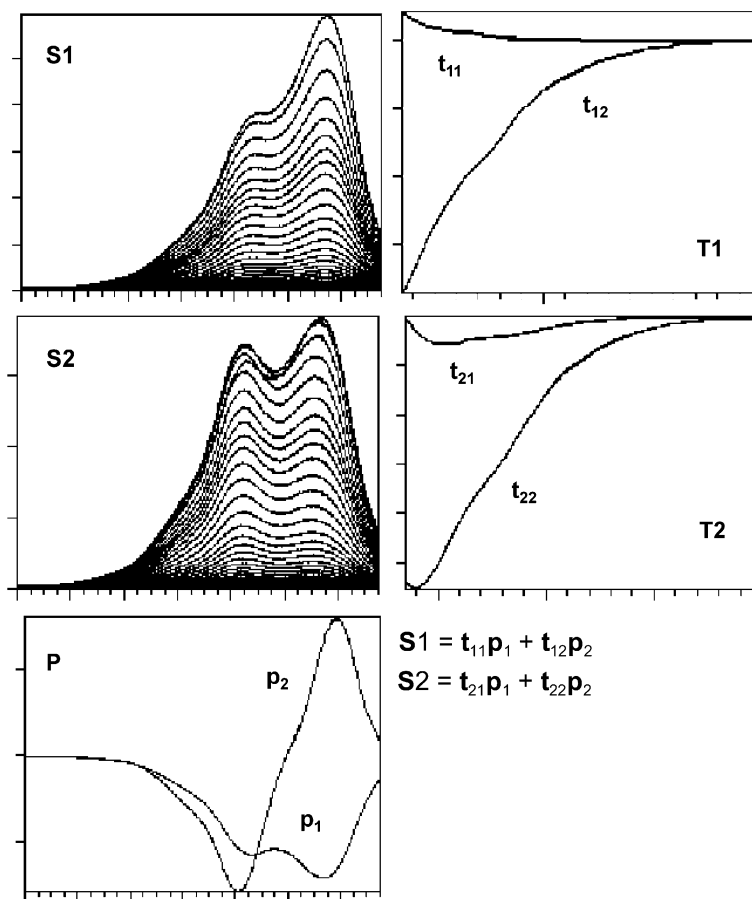 S1
t11
t12
T1
S2
t21
t22
T2
P
p2
p1
S1 = t11p1 + t12p2
S2 = t21p1 + t22p2